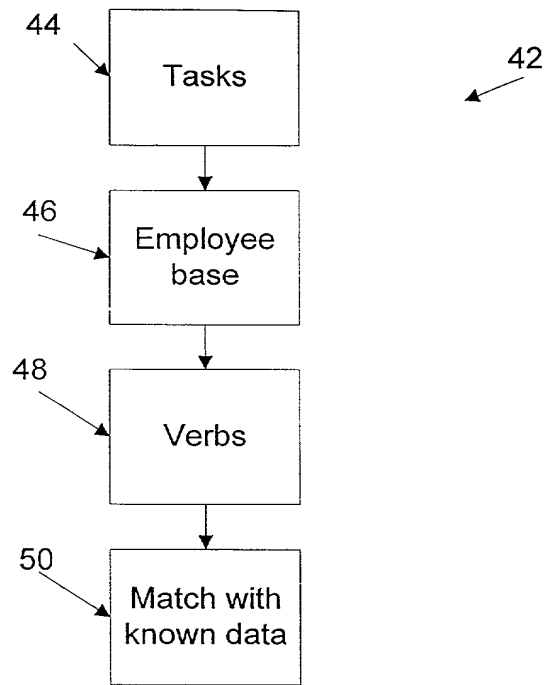 44
Tasks
42
46
Employee
base
48
Verbs
50
Match with
known data